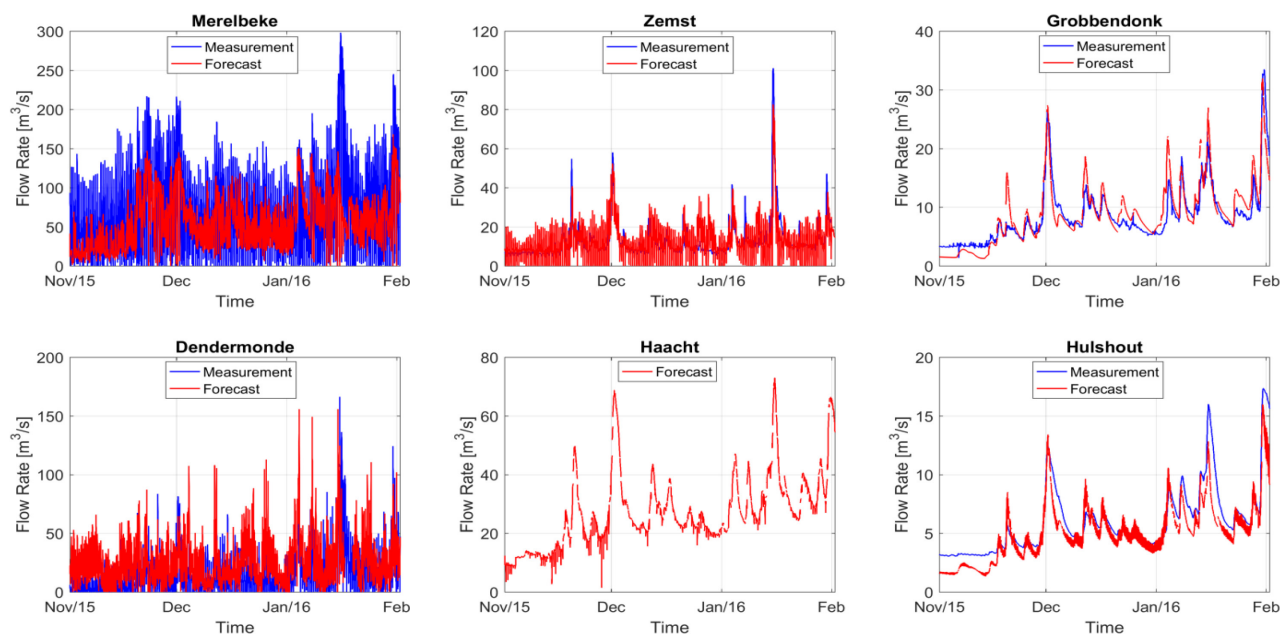 Merelbeke
300
250
200
150
100
50
0
Flow Rate [m³/s]
Measurement
Forecast
Nov/15 Dec Jan/16 Feb
Time
Zemst
120
100
80
60
40
20
0
Flow Rate [m³/s]
Measurement
Forecast
Nov/15 Dec Jan/16 Feb
Time
Grobbendonk
40
30
20
10
0
Flow Rate [m³/s]
Measurement
Forecast
Nov/15 Dec Jan/16 Feb
Time
Dendermonde
200
150
100
50
0
Flow Rate [m³/s]
Measurement
Forecast
Nov/15 Dec Jan/16 Feb
Time
Haacht
80
60
40
20
0
Flow Rate [m³/s]
Forecast
Nov/15 Dec Jan/16 Feb
Time
Hulshout
20
15
10
5
0
Flow Rate [m³/s]
Measurement
Forecast
Nov/15 Dec Jan/16 Feb
Time